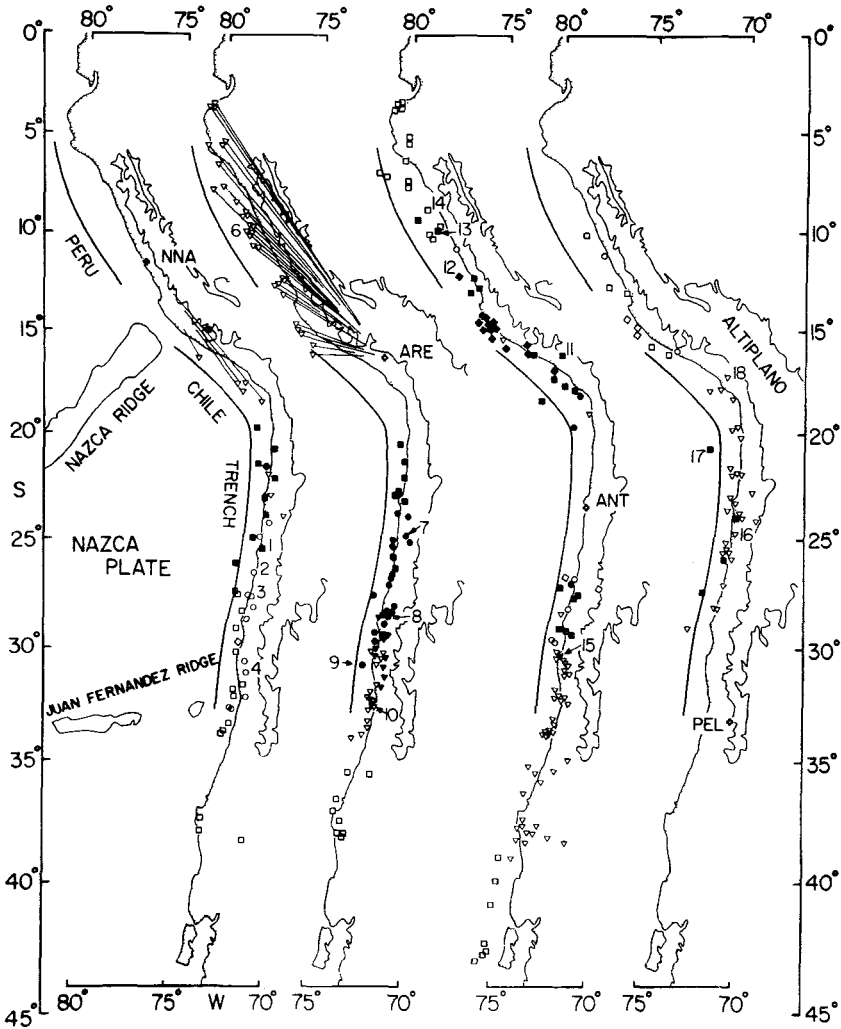 80° 75° 80° 75° 80° 75° 80° 75°
0° 0°
5° 5°
10° 10°
15° 15°
20° 20°
S
25° 25°
30° 30°
35° 35°
40° 40°
45° 45°
PERU
NNA
NAZCA RIDGE
CHILE
TRENCH
NAZCA
PLATE
JUAN FERNANDEZ RIDGE
1
2
3
4
6
ARE
7
8
9
10
14
13
12
11
ANT
15
ALTIPLANO
18
17
16
PEL
80° 75° W 70° 75° 70° 75° 70° 75° 70°